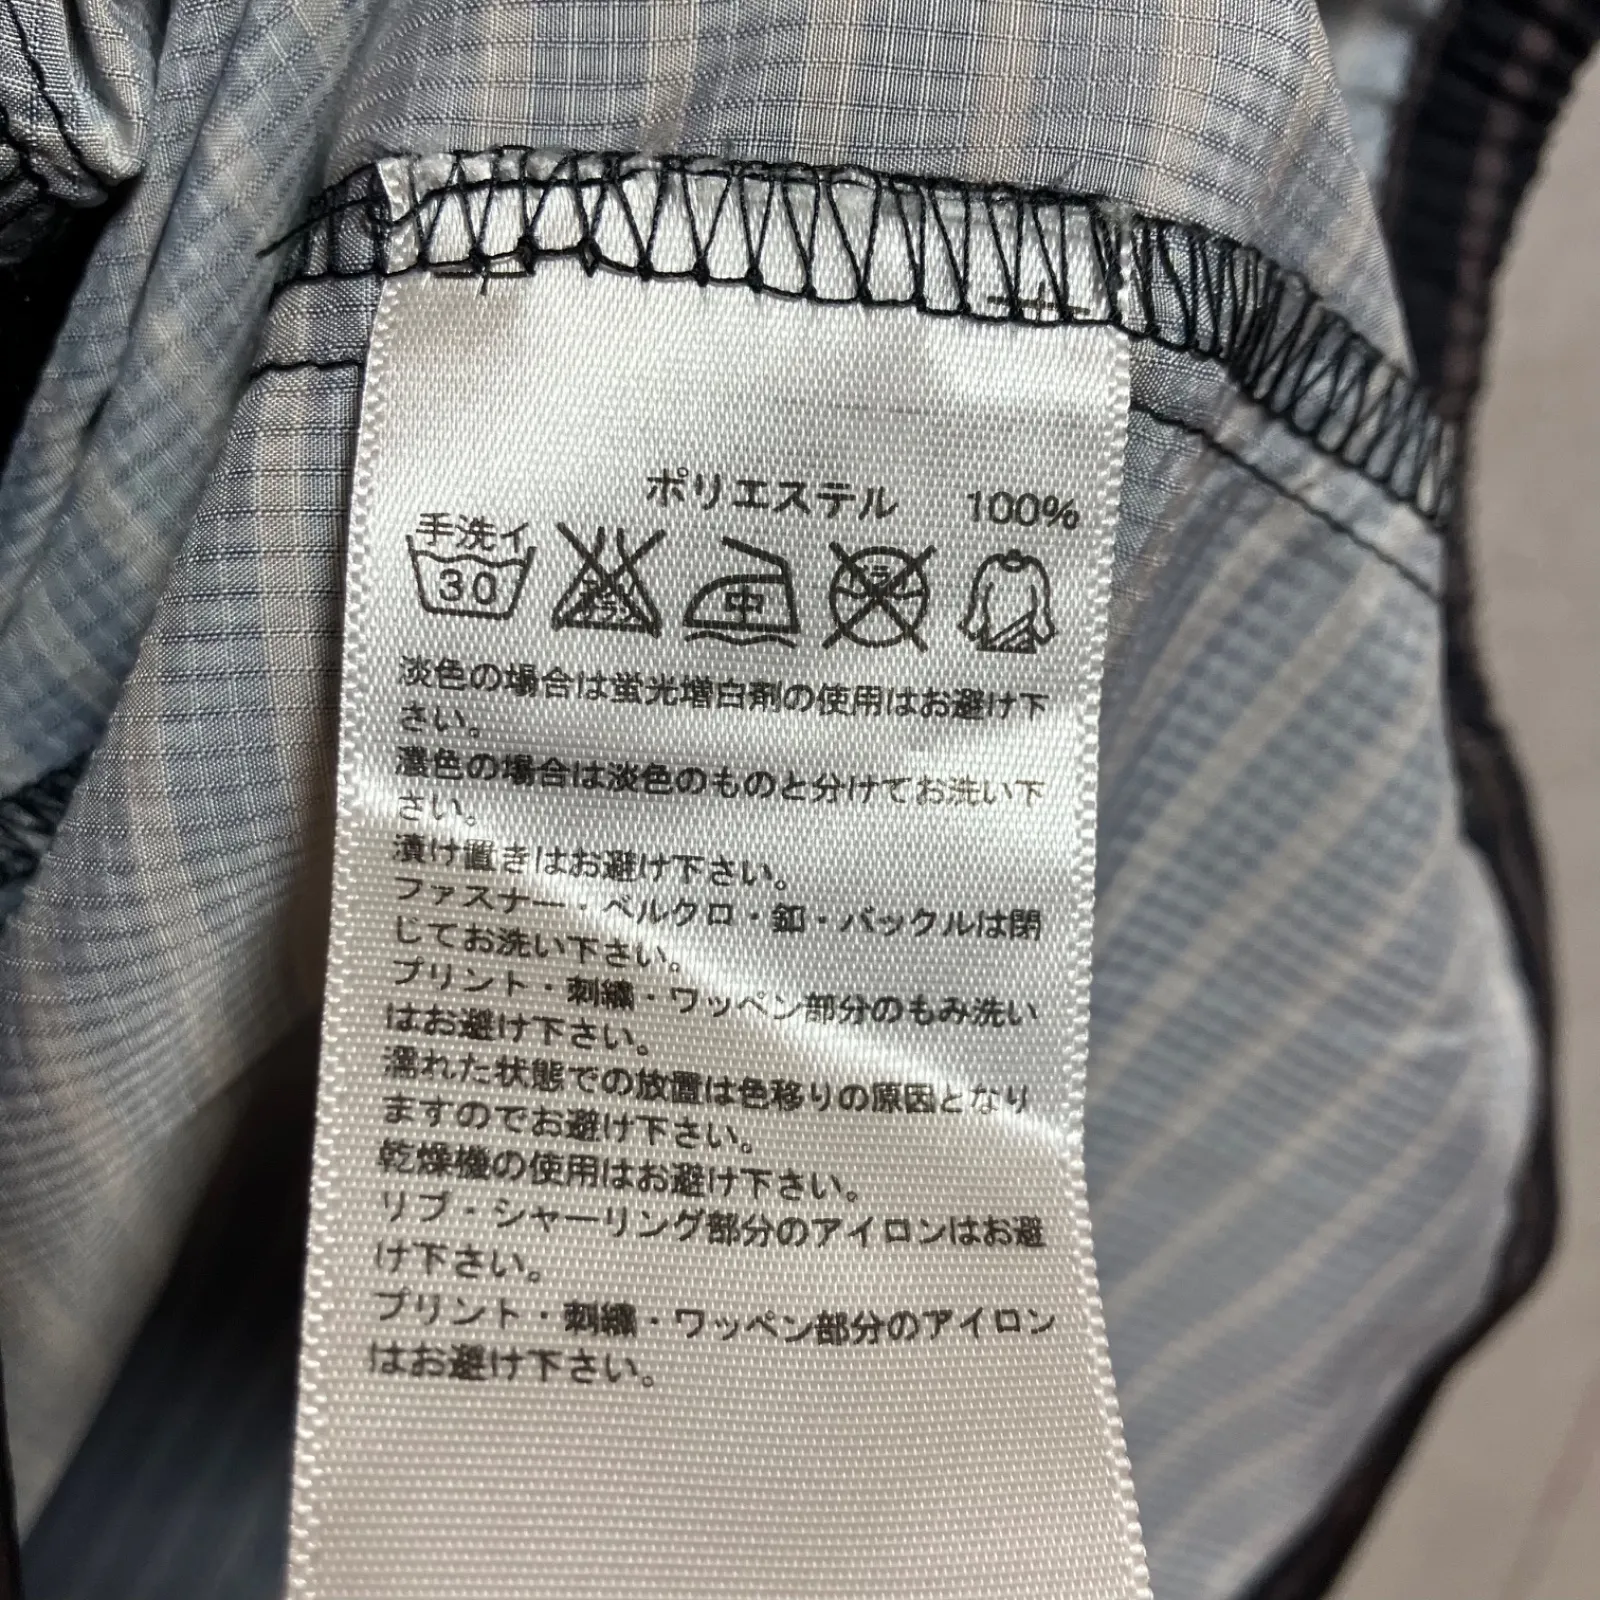 ポリエステル 100%
手洗イ 30 エンソサラシ 中 ドライ
淡色の場合は蛍光増白剤の使用はお避け下
さい。
濃色の場合は淡色のものと分けてお洗い下
さい。
漬け置きはお避け下さい。
ファスナー・ベルクロ・釦・バックルは閉
じてお洗い下さい。
プリント・刺繍・ワッペン部分のもみ洗い
はお避け下さい。
濡れた状態での放置は色移りの原因となり
ますのでお避け下さい。
乾燥機の使用はお避け下さい。
リブ・シャーリング部分のアイロンはお避
け下さい。
プリント・刺繍・ワッペン部分のアイロン
はお避け下さい。